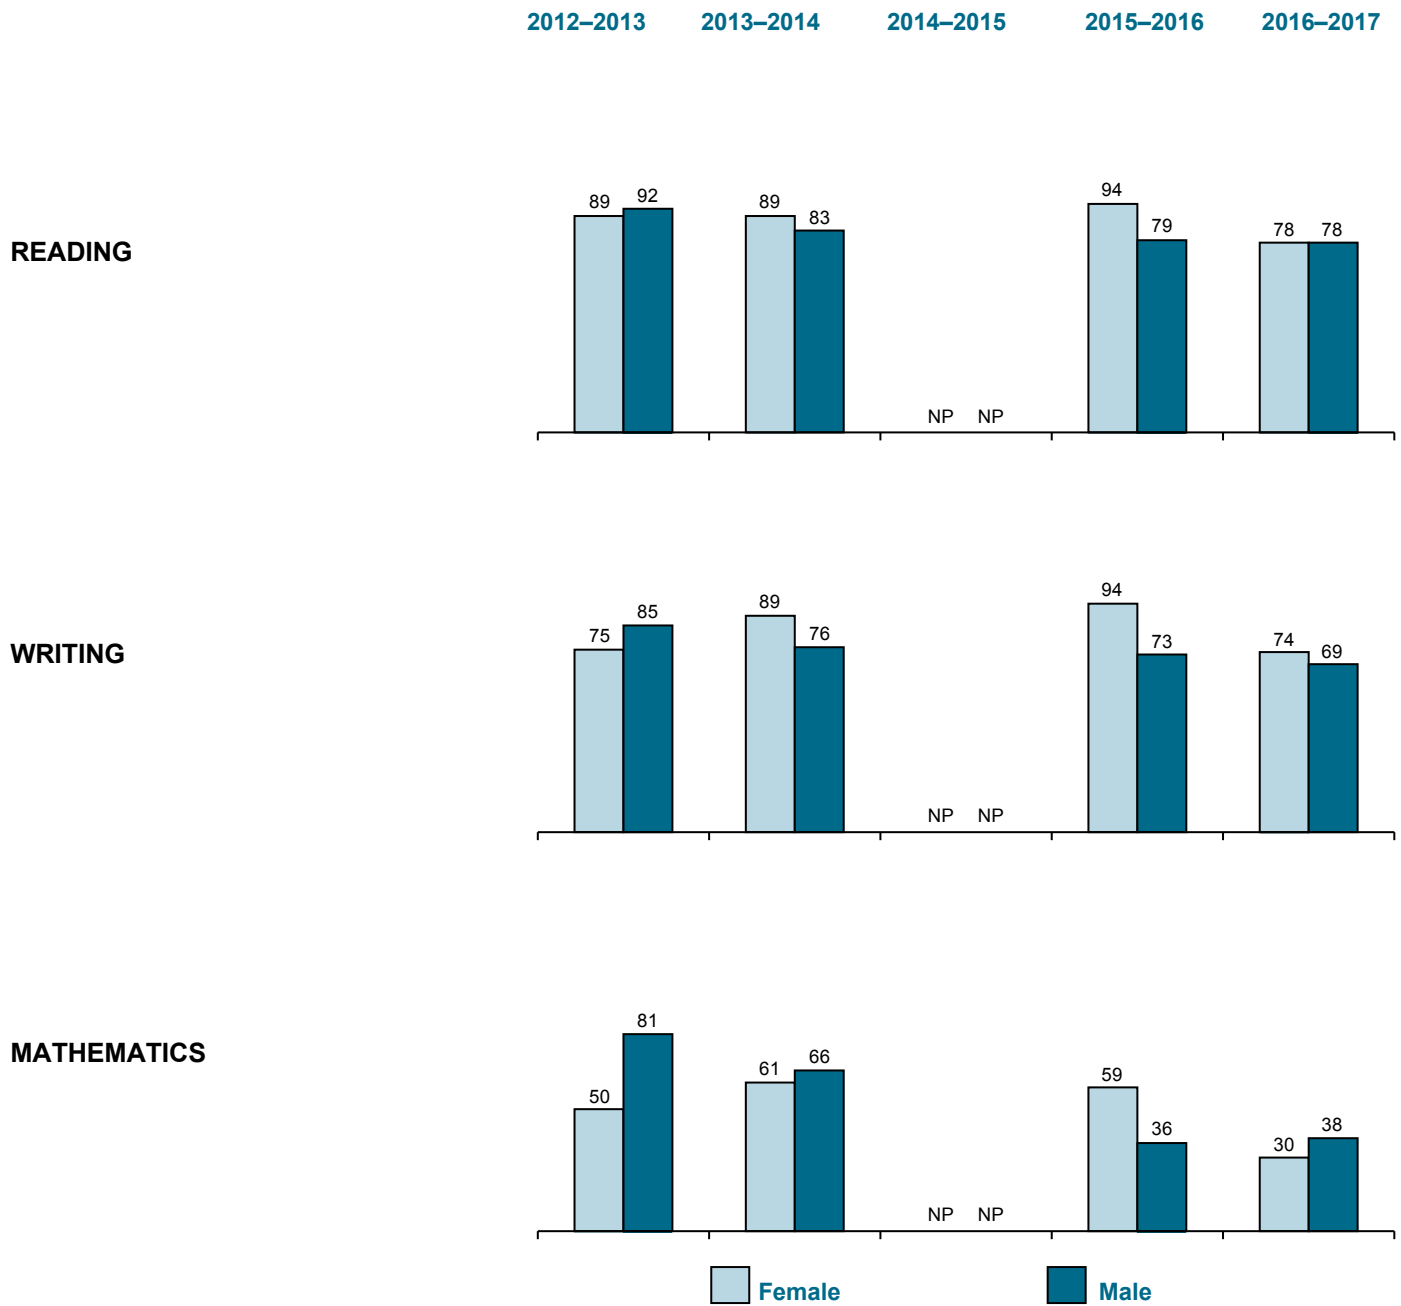 2012–2013 2013–2014 2014–2015 2015–2016 2016–2017
READING
89 92 89 83 NP NP 94 79 78 78
WRITING
75 85 89 76 NP NP 94 73 74 69
MATHEMATICS
50 81 61 66 NP NP 59 36 30 38
Female Male